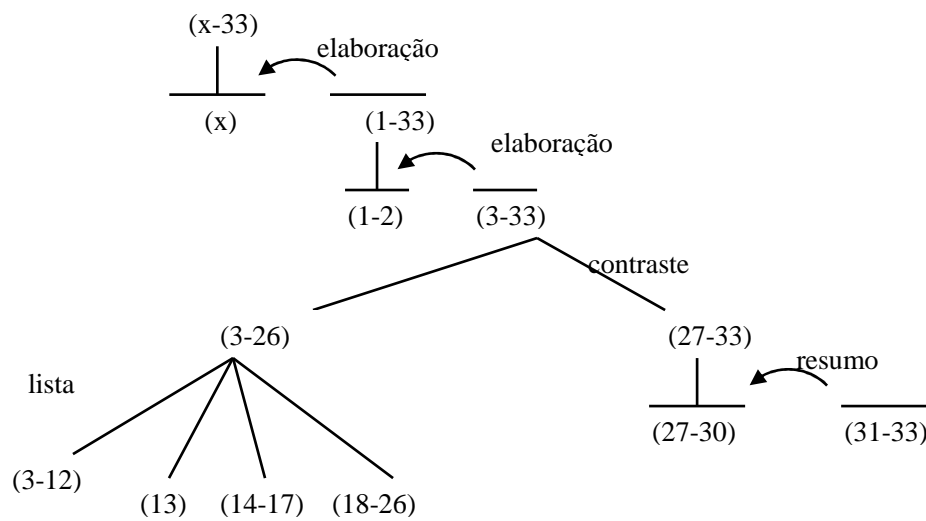 (x-33)
elaboração
(x) (1-33)
elaboração
(1-2) (3-33)
contraste
(3-26) (27-33)
lista resumo
(27-30) (31-33)
(3-12)
(13) (14-17) (18-26)